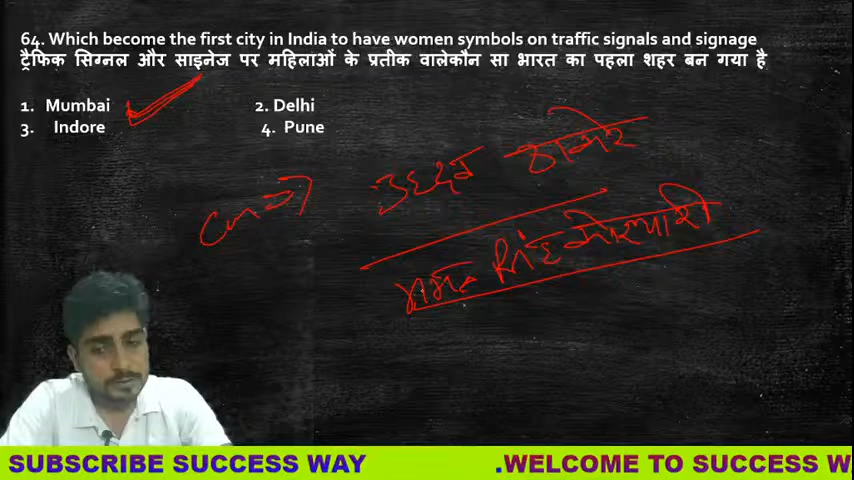 64. Which become the first city in India to have women symbols on traffic signals and signage
ट्रैफिक सिग्नल और साइनेज पर महिलाओं के प्रतीक वालेकौन सा भारत का पहला शहर बन गया है
1. Mumbai
2. Delhi
3. Indore
4. Pune
उद्धव ठाकरे
SUBSCRIBE SUCCESS WAY
.WELCOME TO SUCCESS W